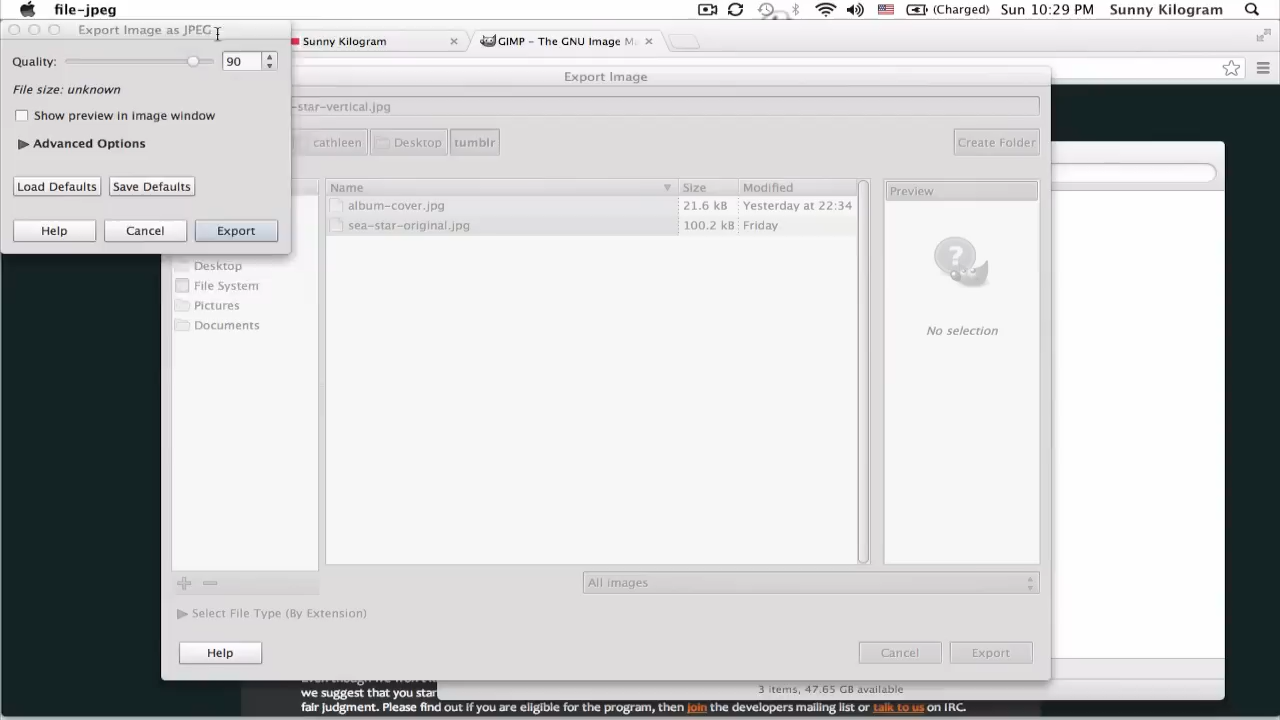 file-jpeg
(Charged) Sun 10:29 PM Sunny Kilogram
Export Image as JPEG
Sunny Kilogram
GIMP - The GNU Image Ma
Quality: 90
File size: unknown
Show preview in image window
Advanced Options
Load Defaults Save Defaults
Help Cancel Export
Export Image
-star-vertical.jpg
cathleen Desktop tumblr Create Folder
Name Size Modified Preview
album-cover.jpg 21.6 kB Yesterday at 22:34
sea-star-original.jpg 100.2 kB Friday
Desktop
File System
Pictures
Documents
No selection
All images
Select File Type (By Extension)
Help Cancel Export
3 items, 47.65 GB available
we suggest that you star
fair judgment. Please find out if you are eligible for the program, then join the developers mailing list or talk to us on IRC.